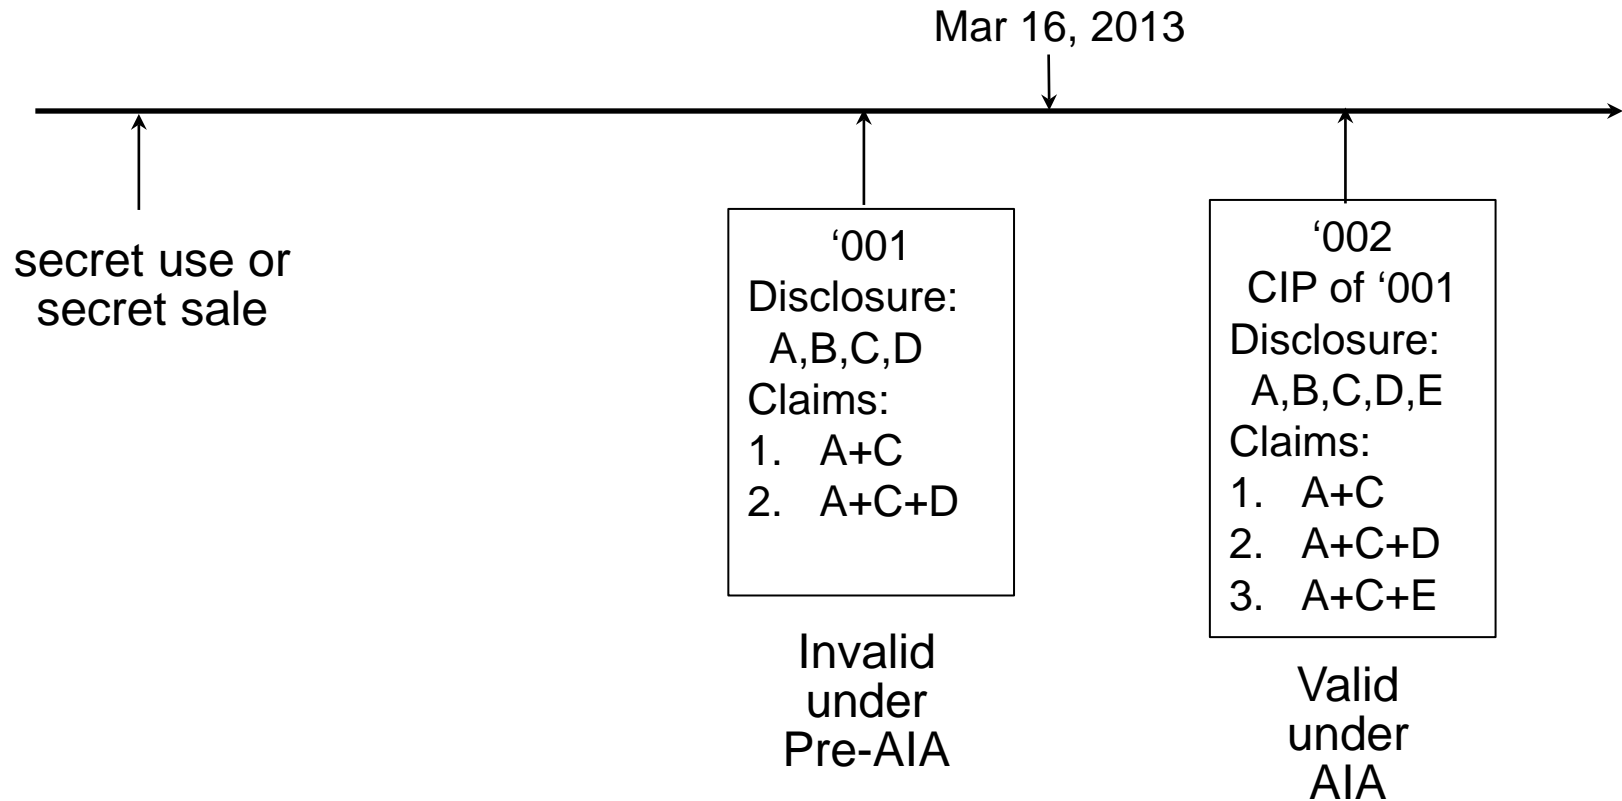 Mar 16, 2013
secret use or
secret sale
‘001
Disclosure:
A,B,C,D
Claims:
1. A+C
2. A+C+D
Invalid
under
Pre-AIA
‘002
CIP of ‘001
Disclosure:
A,B,C,D,E
Claims:
1. A+C
2. A+C+D
3. A+C+E
Valid
under
AIA